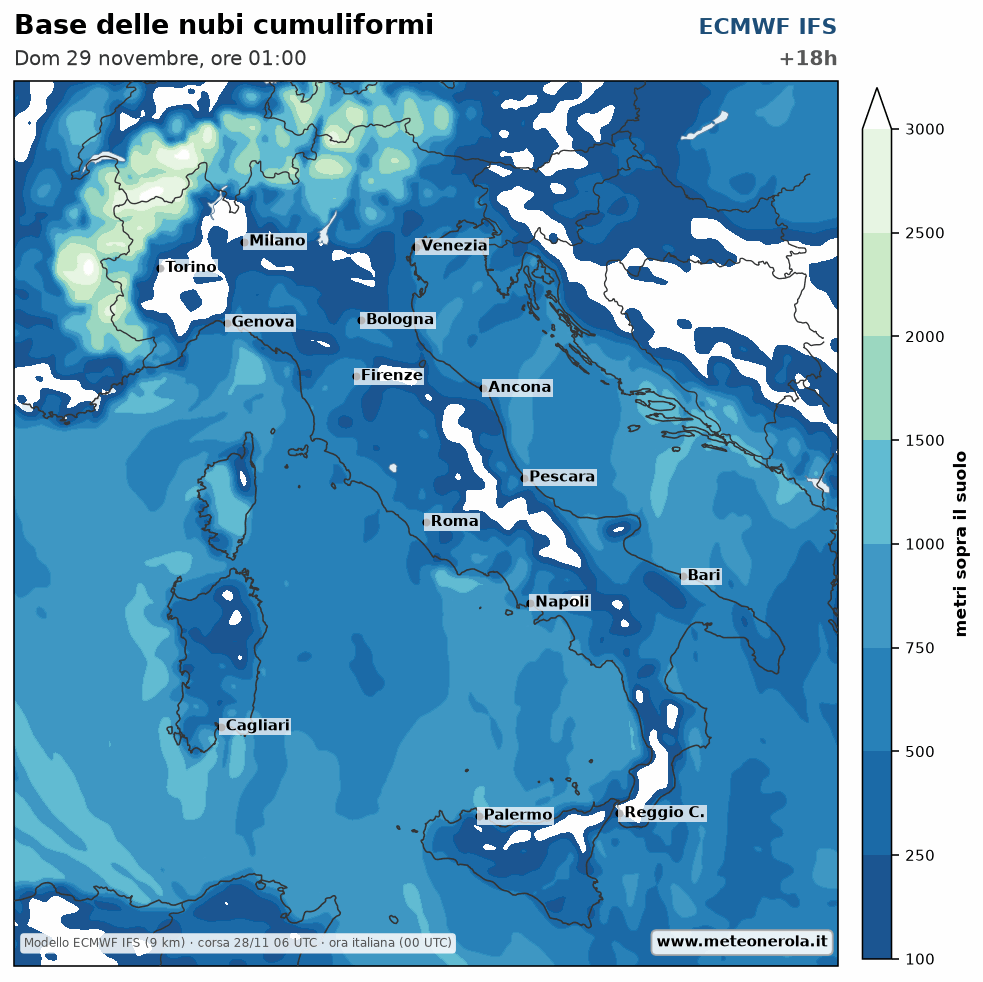 Base delle nubi cumuliformi
ECMWF IFS
Dom 29 novembre, ore 01:00
+18h
3000
2500
2000
1500
1000
750
500
250
100
metri sopra il suolo
Milano
Venezia
Torino
Genova
Bologna
Firenze
Ancona
Pescara
Roma
Bari
Napoli
Cagliari
Palermo
Reggio C.
Modello ECMWF IFS (9 km) · corsa 28/11 06 UTC · ora italiana (00 UTC)
www.meteonerola.it